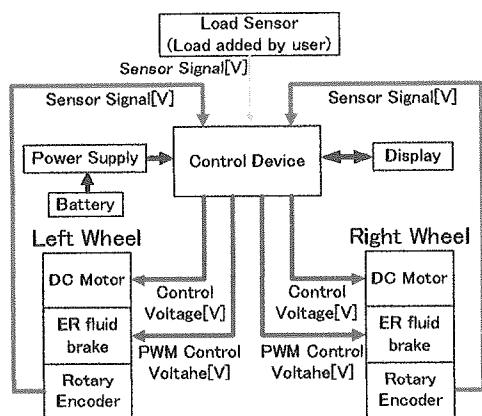 Load Sensor
(Load added by user)
Sensor Signal[V]
Sensor Signal[V]
Sensor Signal[V]
Power Supply
Control Device
Display
Battery
Left Wheel
Right Wheel
DC Motor
Control
Voltage[V]
Control
Voltage[V]
DC Motor
ER fluid
brake
PWM Control
Voltahe[V]
PWM Control
Voltahe[V]
ER fluid
brake
Rotary
Encoder
Rotary
Encoder